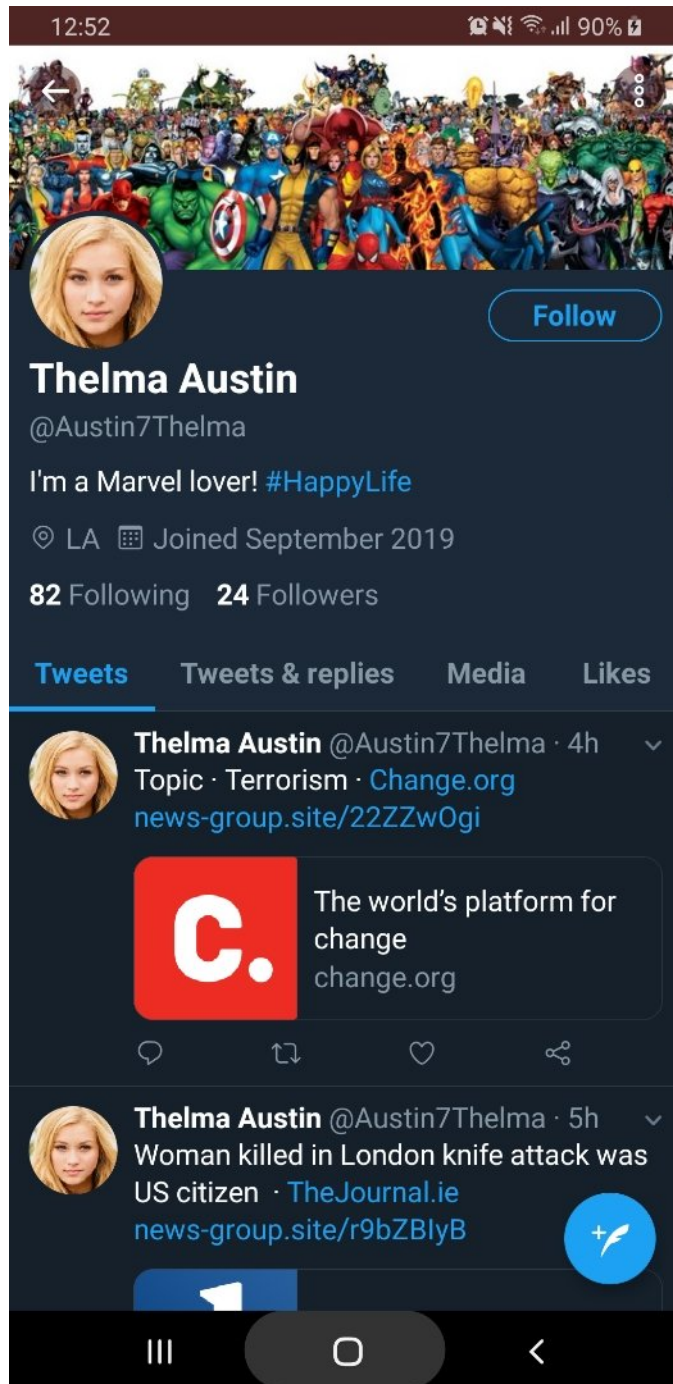 12:52 90%
Follow
Thelma Austin
@Austin7Thelma
I'm a Marvel lover! #HappyLife
LA Joined September 2019
82 Following 24 Followers
Tweets Tweets & replies Media Likes
Thelma Austin @Austin7Thelma · 4h
Topic · Terrorism · Change.org
news-group.site/22ZZwOgi
C.
The world’s platform for
change
change.org
Thelma Austin @Austin7Thelma · 5h
Woman killed in London knife attack was
US citizen · TheJournal.ie
news-group.site/r9bZBIyB